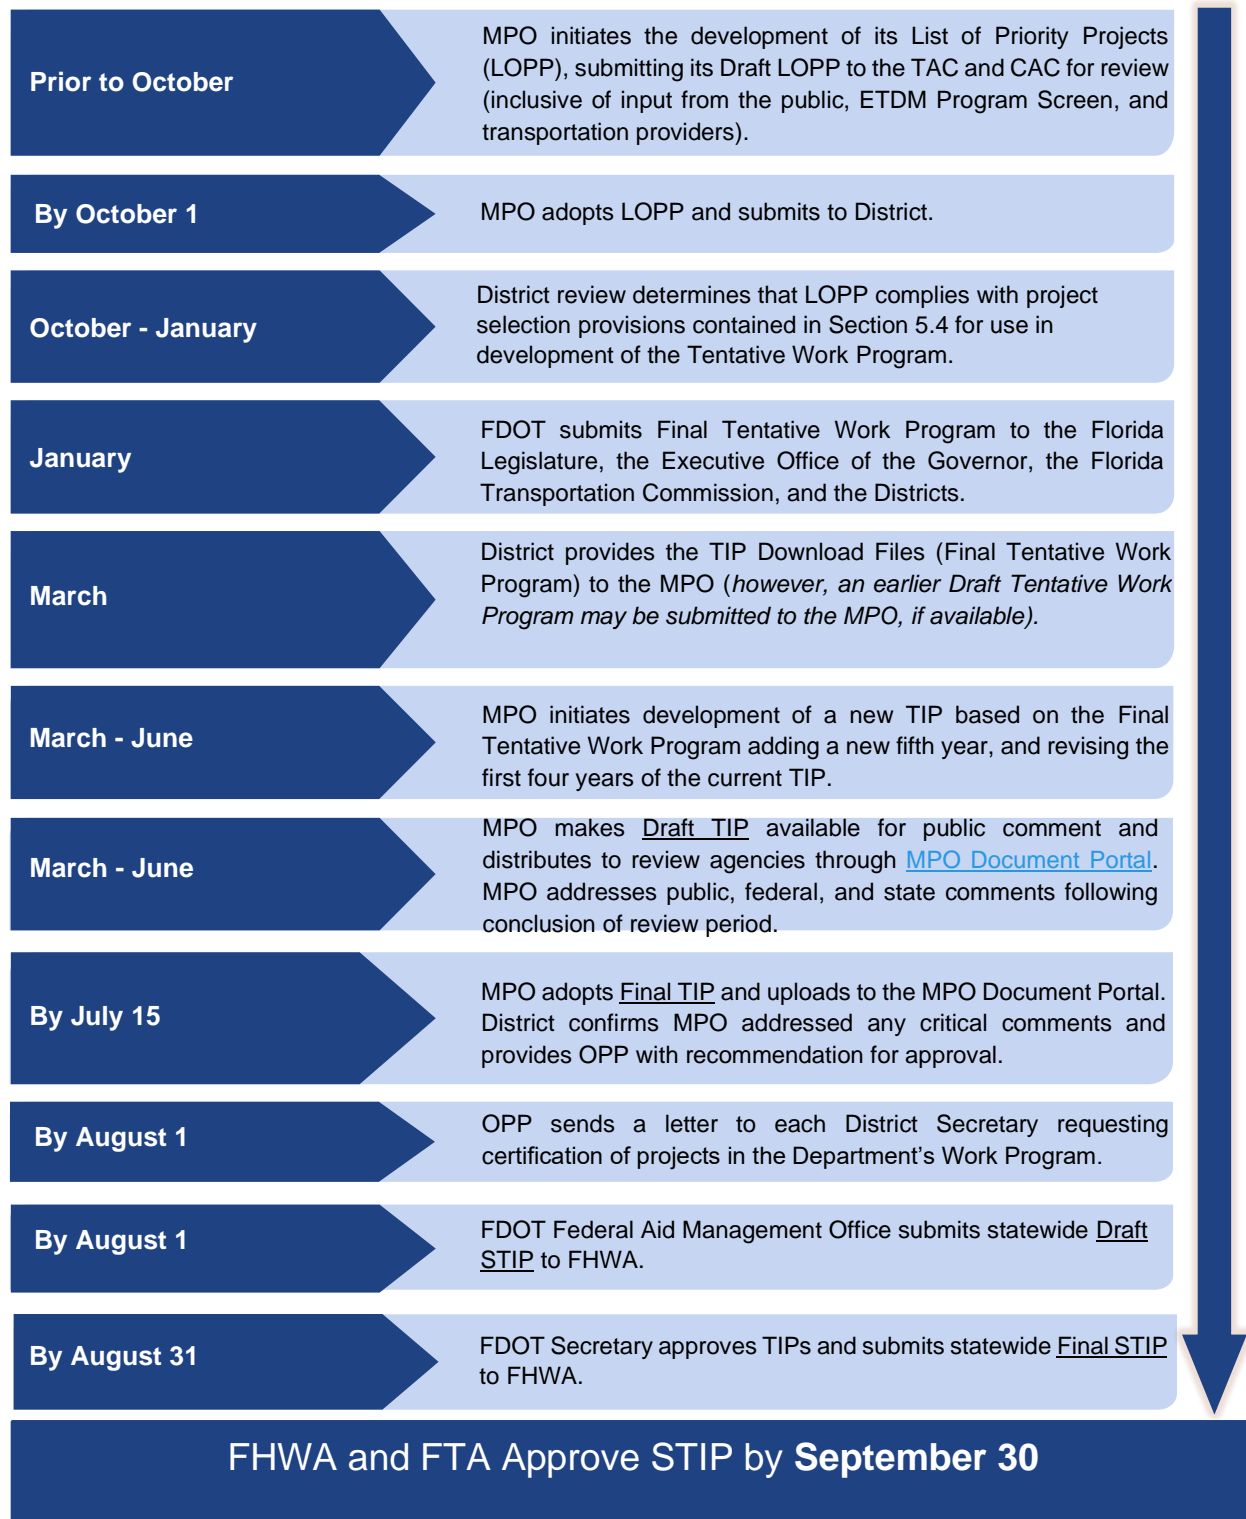 Prior to October
MPO initiates the development of its List of Priority Projects
(LOPP), submitting its Draft LOPP to the TAC and CAC for review
(inclusive of input from the public, ETDM Program Screen, and
transportation providers).
By October 1
MPO adopts LOPP and submits to District.
October - January
District review determines that LOPP complies with project
selection provisions contained in Section 5.4 for use in
development of the Tentative Work Program.
January
FDOT submits Final Tentative Work Program to the Florida
Legislature, the Executive Office of the Governor, the Florida
Transportation Commission, and the Districts.
March
District provides the TIP Download Files (Final Tentative Work
Program) to the MPO (however, an earlier Draft Tentative Work
Program may be submitted to the MPO, if available).
March - June
MPO initiates development of a new TIP based on the Final
Tentative Work Program adding a new fifth year, and revising the
first four years of the current TIP.
March - June
MPO makes Draft TIP available for public comment and
distributes to review agencies through MPO Document Portal.
MPO addresses public, federal, and state comments following
conclusion of review period.
By July 15
MPO adopts Final TIP and uploads to the MPO Document Portal.
District confirms MPO addressed any critical comments and
provides OPP with recommendation for approval.
By August 1
OPP sends a letter to each District Secretary requesting
certification of projects in the Department’s Work Program.
By August 1
FDOT Federal Aid Management Office submits statewide Draft
STIP to FHWA.
By August 31
FDOT Secretary approves TIPs and submits statewide Final STIP
to FHWA.
FHWA and FTA Approve STIP by September 30